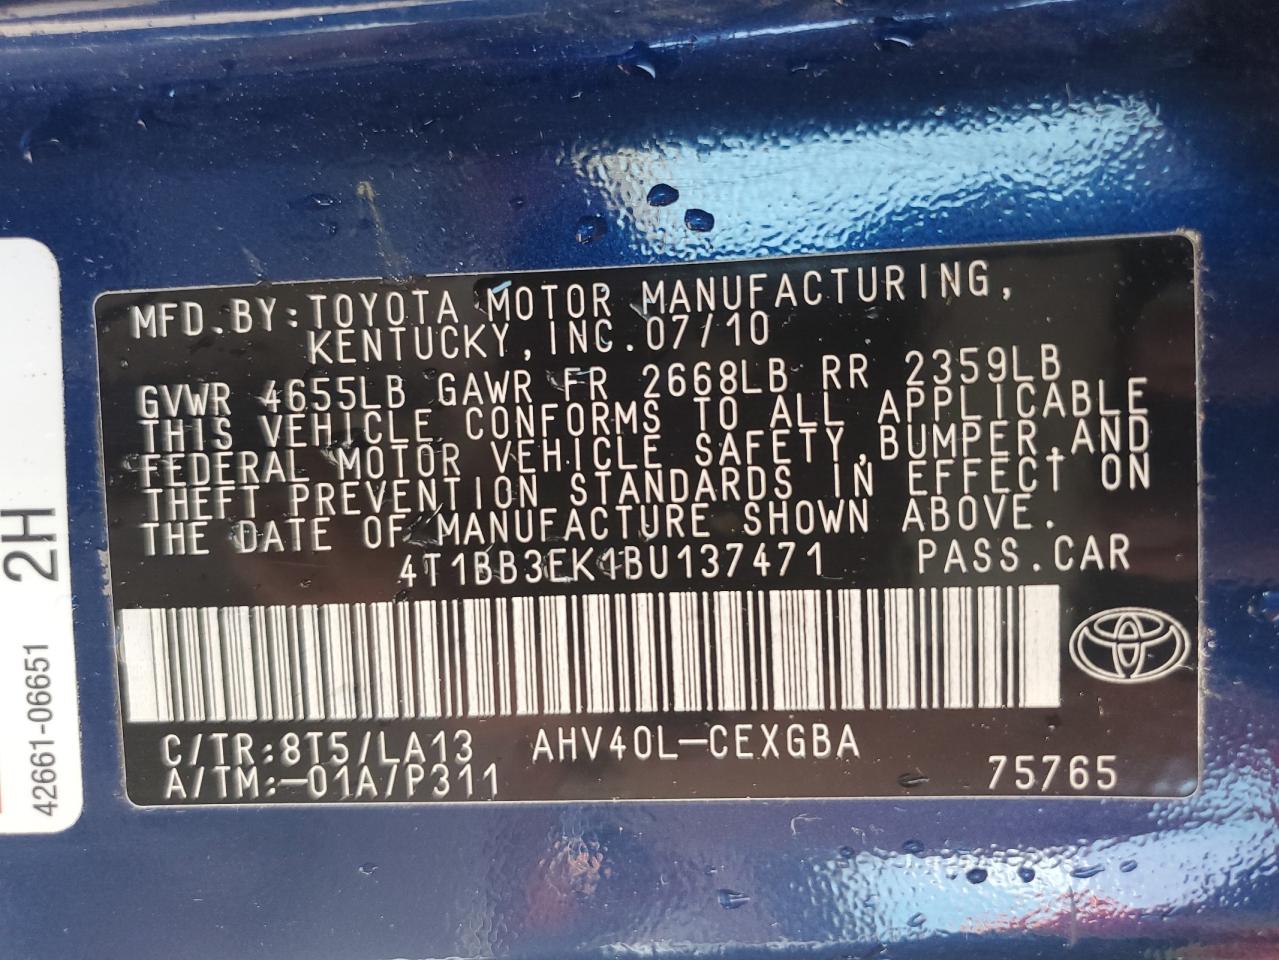 MFD.BY:TOYOTA MOTOR MANUFACTURING,
KENTUCKY,INC.07/10
GVWR 4655LB GAWR FR 2668LB RR 2359LB
THIS VEHICLE CONFORMS TO ALL APPLICABLE
FEDERAL MOTOR VEHICLE SAFETY,BUMPER,AND
THEFT PREVENTION STANDARDS IN EFFECT ON
THE DATE OF MANUFACTURE SHOWN ABOVE.
4T1BB3EK1BU137471 PASS.CAR
C/TR:8T5/LA13 AHV40L-CEXGBA
A/TM:-01A/P311 75765
2H
42661-06651